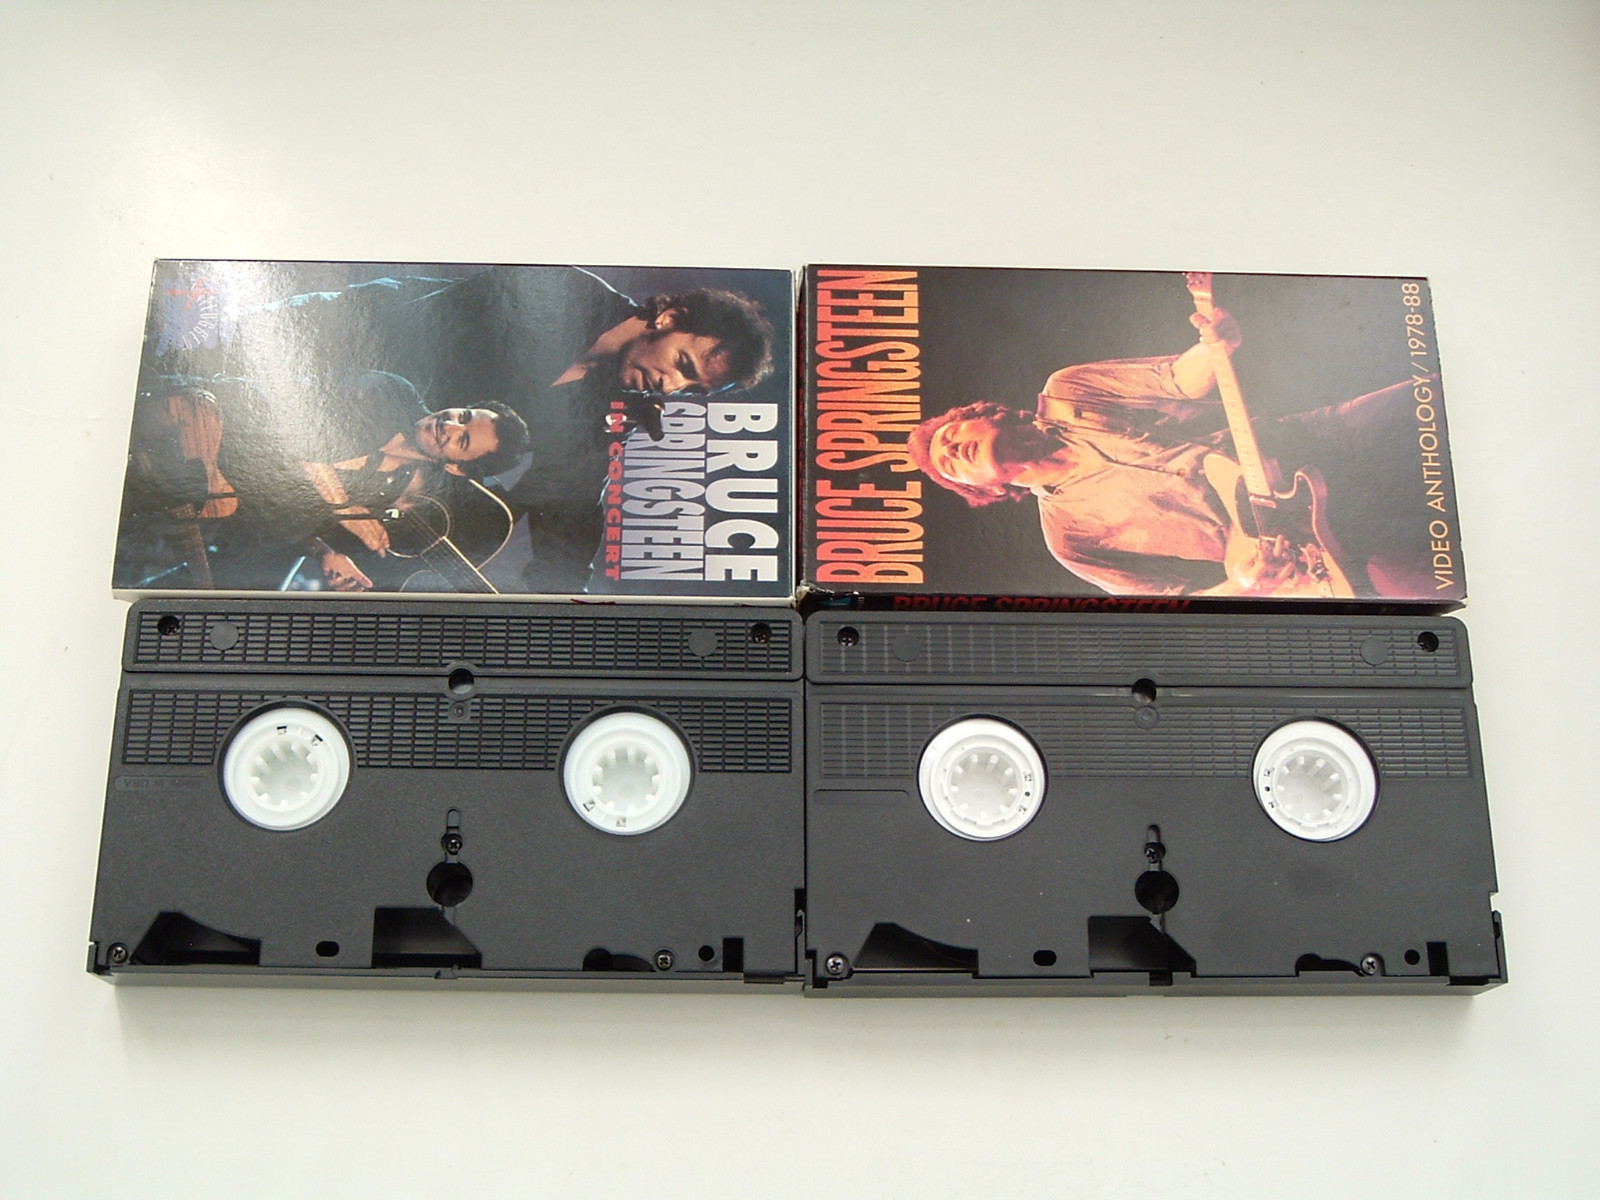 BRUCE
SPRINGSTEEN
IN CONCERT
BRUCE SPRINGSTEEN
VIDEO ANTHOLOGY / 1978-88
BRUCE SPRINGSTEEN